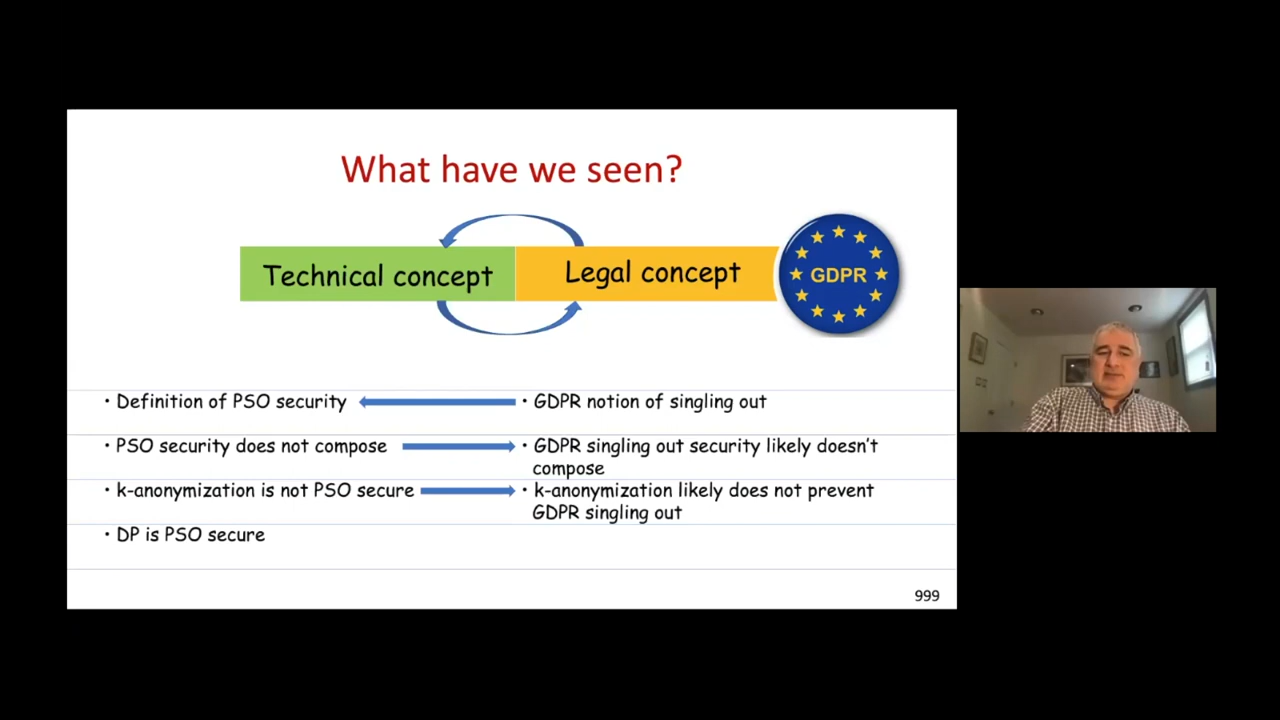 What have we seen?
Technical concept
Legal concept
GDPR
• Definition of PSO security
• GDPR notion of singling out
• PSO security does not compose
• GDPR singling out security likely doesn't
compose
• k-anonymization is not PSO secure
• k-anonymization likely does not prevent
GDPR singling out
• DP is PSO secure
999